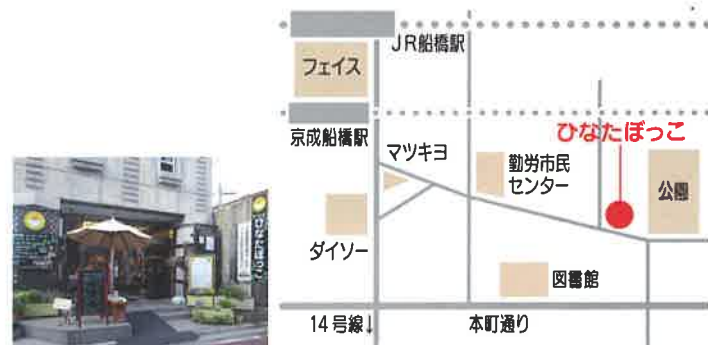 JR船橋駅
フェイス
京成船橋駅
ひなたぼっこ
マツキヨ
勤労市民
センター
公園
ダイソー
図書館
14号線↓
本町通り
ひなたぼっこ